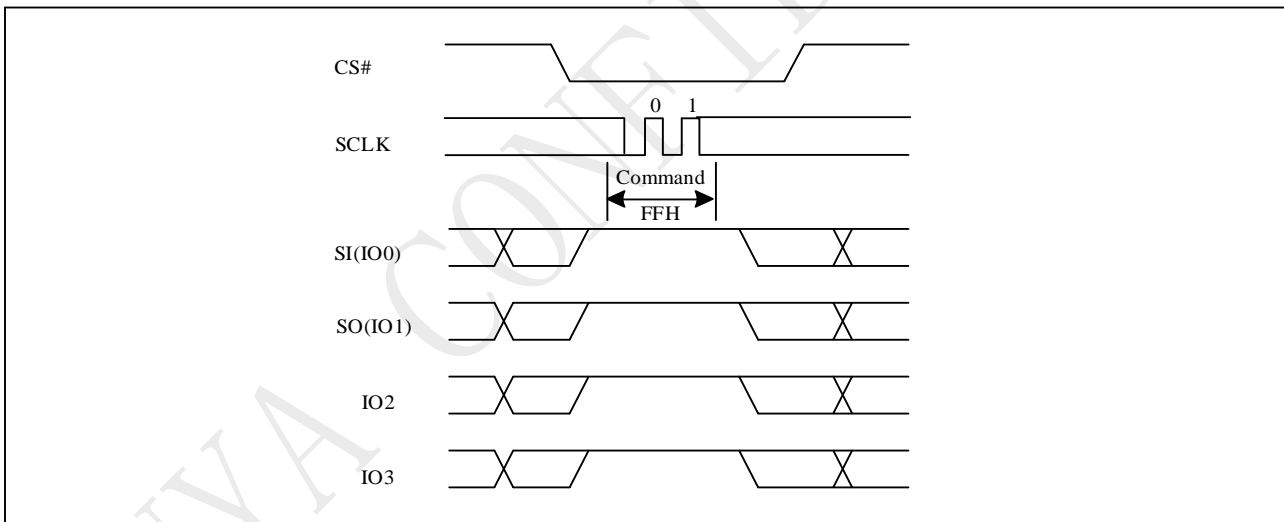 CS#
0 1
SCLK
Command
FFH
SI(IO0)
SO(IO1)
IO2
IO3